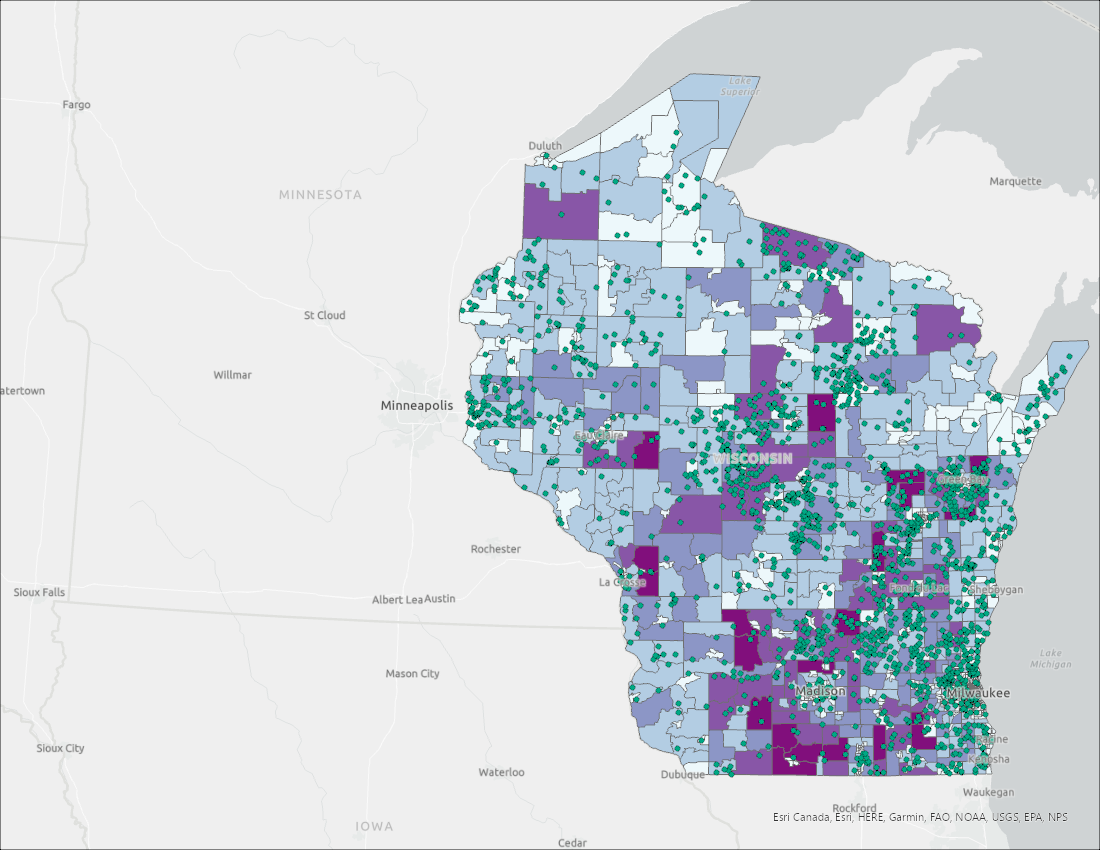 Lake
Superior
Fargo
Duluth
Marquette
MINNESOTA
St Cloud
Willmar
atertown
Minneapolis
Eau Claire
WISCONSIN
Green Bay
Rochester
La Crosse
Sioux Falls
Albert Lea
Austin
Fond du Lac
Sheboygan
Lake
Michigan
Mason City
Madison
Milwaukee
Racine
Sioux City
Kenosha
Waterloo
Dubuque
Waukegan
Rockford
Esri Canada, Esri, HERE, Garmin, FAO, NOAA, USGS, EPA, NPS
IOWA
Cedar